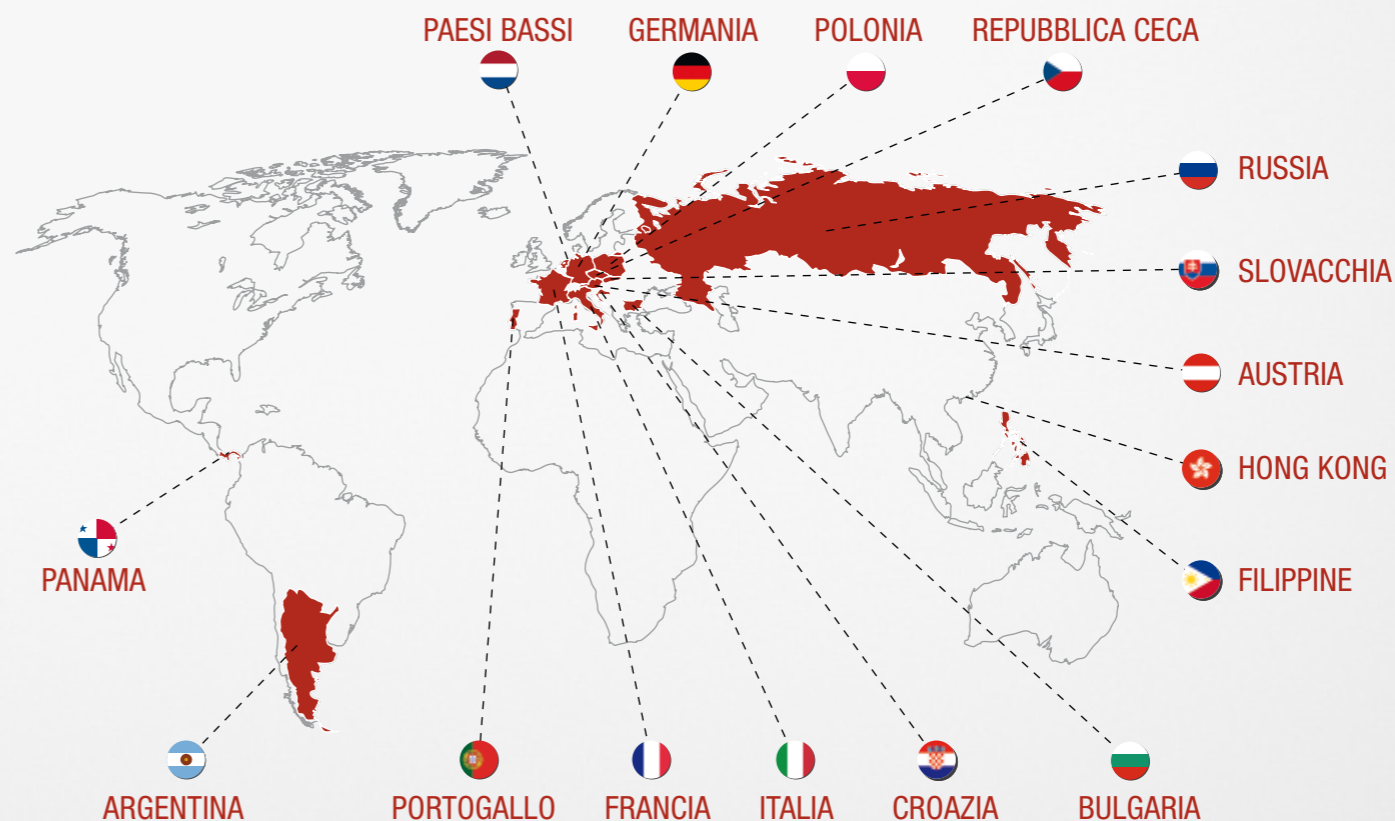 PAESI BASSI
GERMANIA
POLONIA
REPUBBLICA CECA
RUSSIA
SLOVACCHIA
AUSTRIA
HONG KONG
FILIPPINE
PANAMA
ARGENTINA
PORTOGALLO
FRANCIA
ITALIA
CROAZIA
BULGARIA